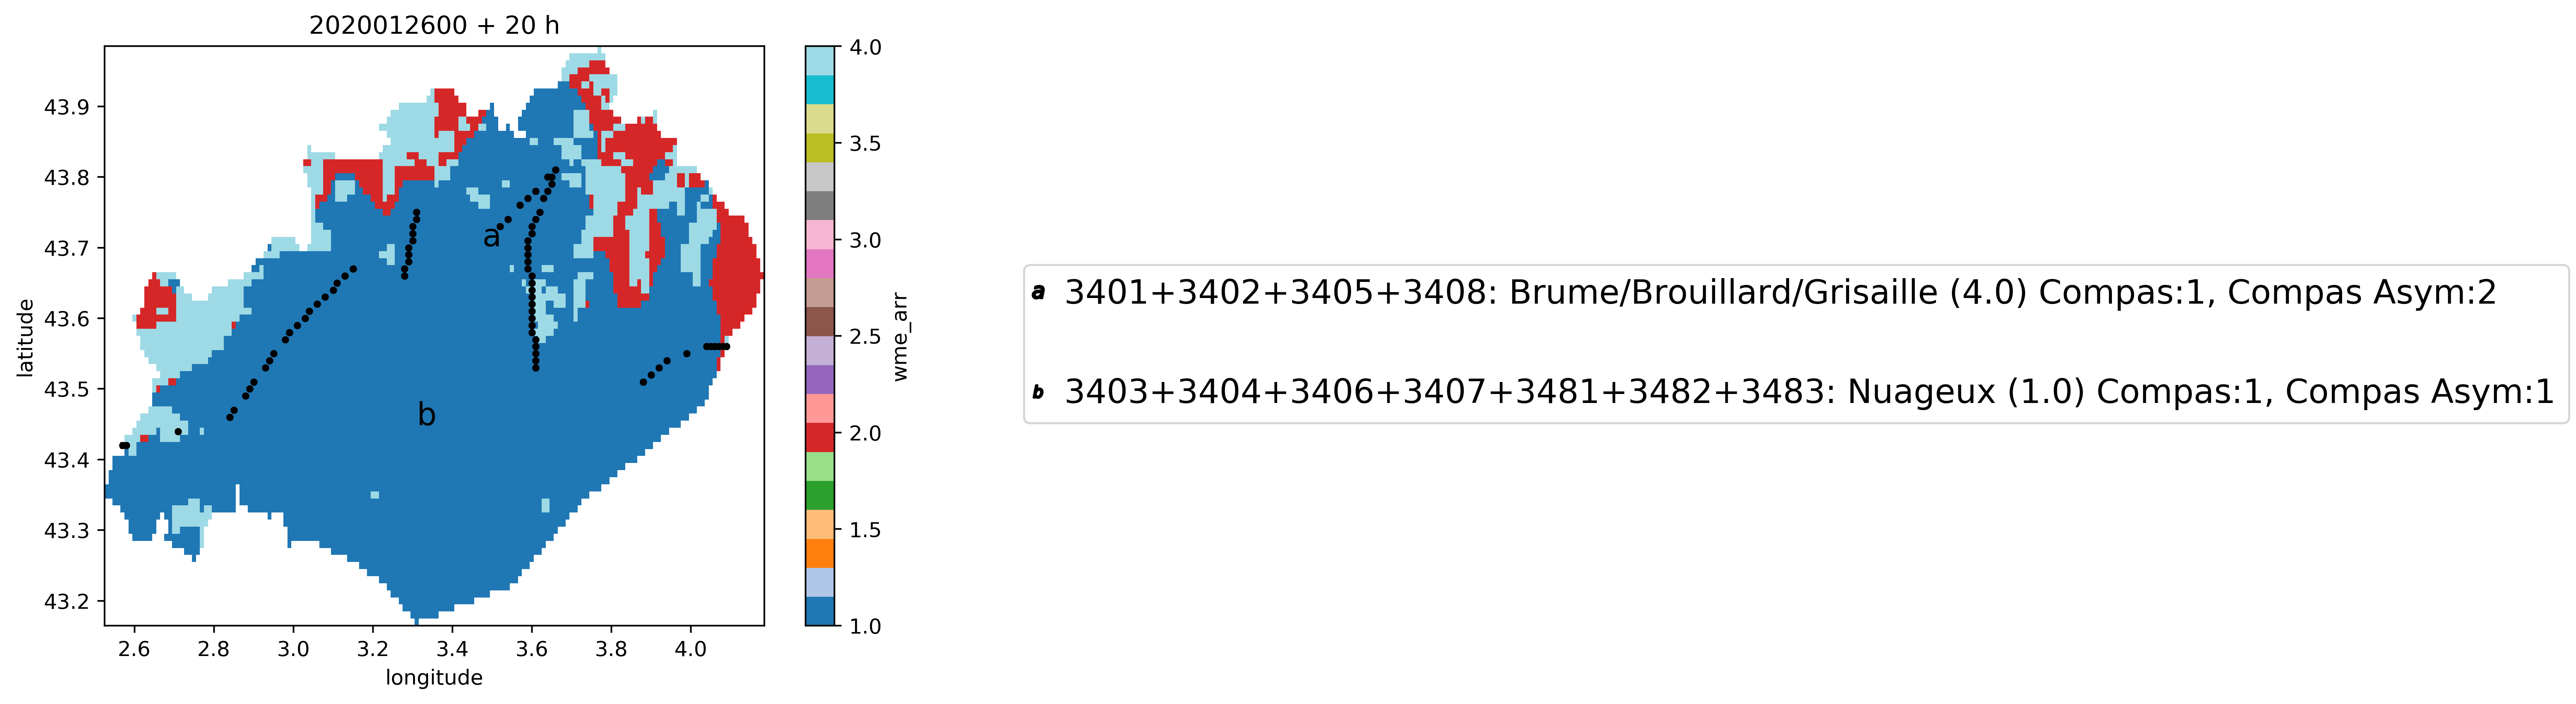 2020012600 + 20 h
43.9
43.8
43.7
43.6
43.5
43.4
43.3
43.2
latitude
2.6 2.8 3.0 3.2 3.4 3.6 3.8 4.0
longitude
a
b
4.0
3.5
3.0
2.5
2.0
1.5
1.0
wme_arr
a 3401+3402+3405+3408: Brume/Brouillard/Grisaille (4.0) Compas:1, Compas Asym:2
b 3403+3404+3406+3407+3481+3482+3483: Nuageux (1.0) Compas:1, Compas Asym:1